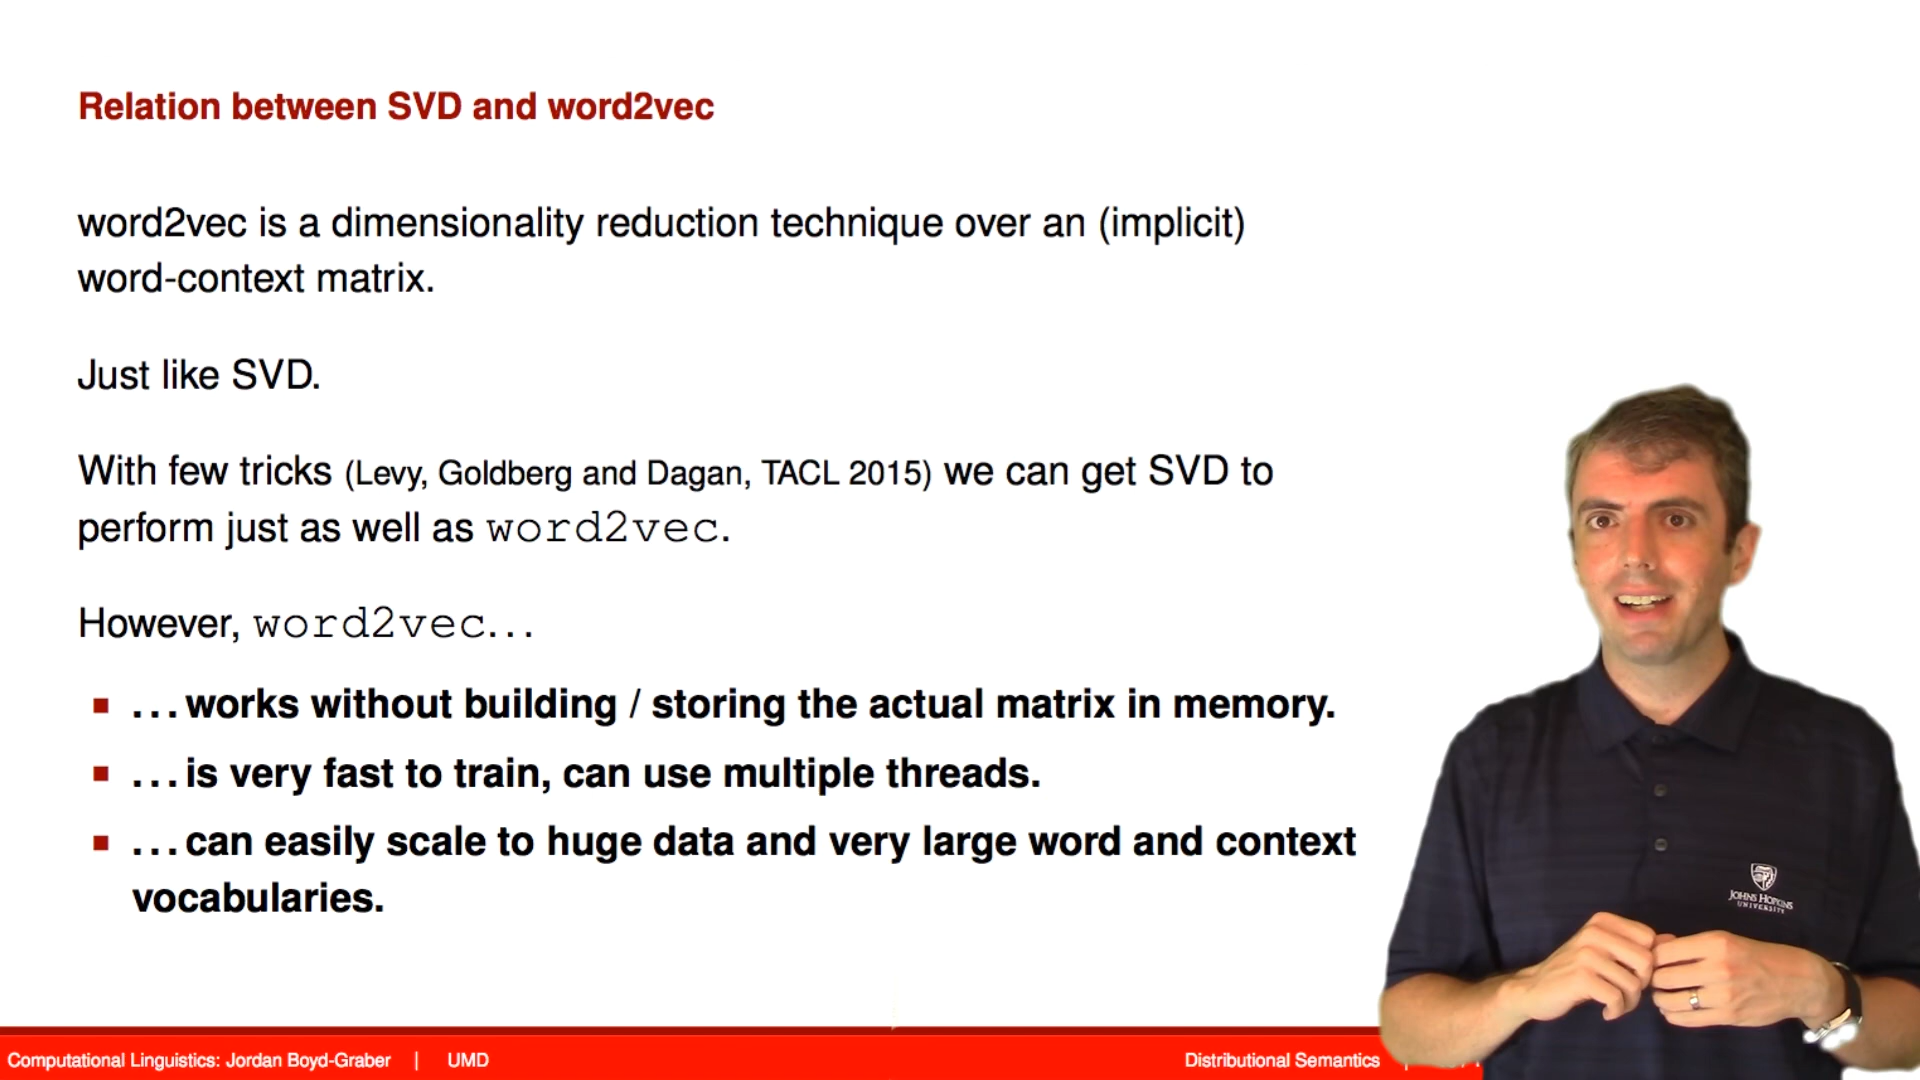 Relation between SVD and word2vec
word2vec is a dimensionality reduction technique over an (implicit)
word-context matrix.
Just like SVD.
With few tricks (Levy, Goldberg and Dagan, TACL 2015) we can get SVD to
perform just as well as word2vec.
However, word2vec...
■ ...works without building / storing the actual matrix in memory.
■ ...is very fast to train, can use multiple threads.
■ ...can easily scale to huge data and very large word and context
vocabularies.
JOHNS HOPKINS
UNIVERSITY
Computational Linguistics: Jordan Boyd-Graber | UMD
Distributional Semantics |